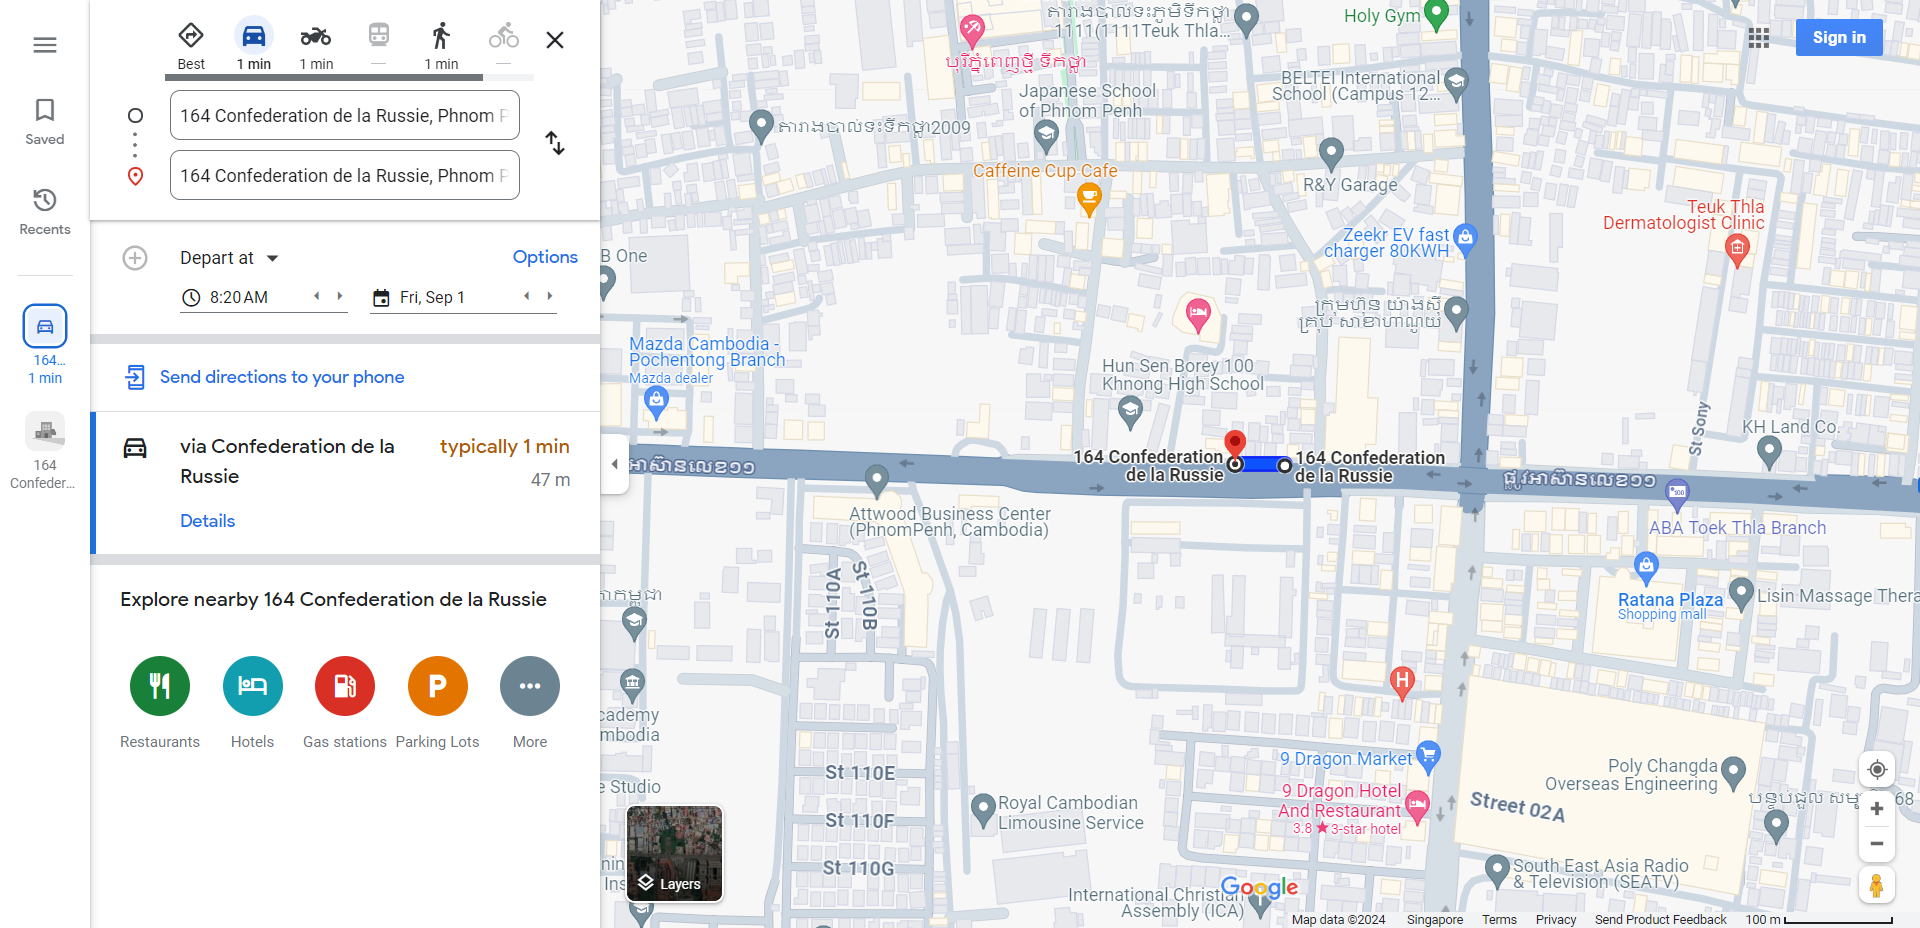 Saved
Recents
164...
1 min
164
Confeder...
Best
1 min
1 min
—
1 min
—
164 Confederation de la Russie, Phnom P
164 Confederation de la Russie, Phnom P
Depart at
Options
8:20 AM
Fri, Sep 1
Send directions to your phone
via Confederation de la
Russie
typically 1 min
47 m
Details
Explore nearby 164 Confederation de la Russie
Restaurants
Hotels
Gas stations
Parking Lots
More
Sign in
តារាងបាល់ទះភូមិទឹកថ្លា
1111(1111Teuk Thla...
Holy Gym
បុរីភ្នំពេញថ្មី ទឹកថ្លា
Japanese School
of Phnom Penh
BELTEI International
School (Campus 12...
តារាងបាល់ទះទឹកថ្លា2009
Caffeine Cup Cafe
R&Y Garage
Teuk Thla
Dermatologist Clinic
Zeekr EV fast
charger 80KWH
B One
ក្រុមហ៊ុន យ៉ាងស៊ី
គ្រុប សាខាហាណូយ
Mazda Cambodia -
Pochentong Branch
Mazda dealer
Hun Sen Borey 100
Khnong High School
St Sony
KH Land Co.
164 Confederation
de la Russie
164 Confederation
de la Russie
អាស៊ានលេខ១១
ផ្លូវអាស៊ានលេខ១១
Attwood Business Center
(PhnomPenh, Cambodia)
ABA Toek Thla Branch
St 110A
St 110B
Ratana Plaza
Shopping mall
Lisin Massage Thera
cademy
mbodia
St 110E
St 110F
St 110G
e Studio
Royal Cambodian
Limousine Service
9 Dragon Market
9 Dragon Hotel
And Restaurant
3.8 ★ 3-star hotel
Poly Changda
Overseas Engineering
Street 02A
South East Asia Radio
& Television (SEATV)
International Christian
Assembly (ICA)
Layers
Google
Map data ©2024
Singapore
Terms
Privacy
Send Product Feedback
100 m